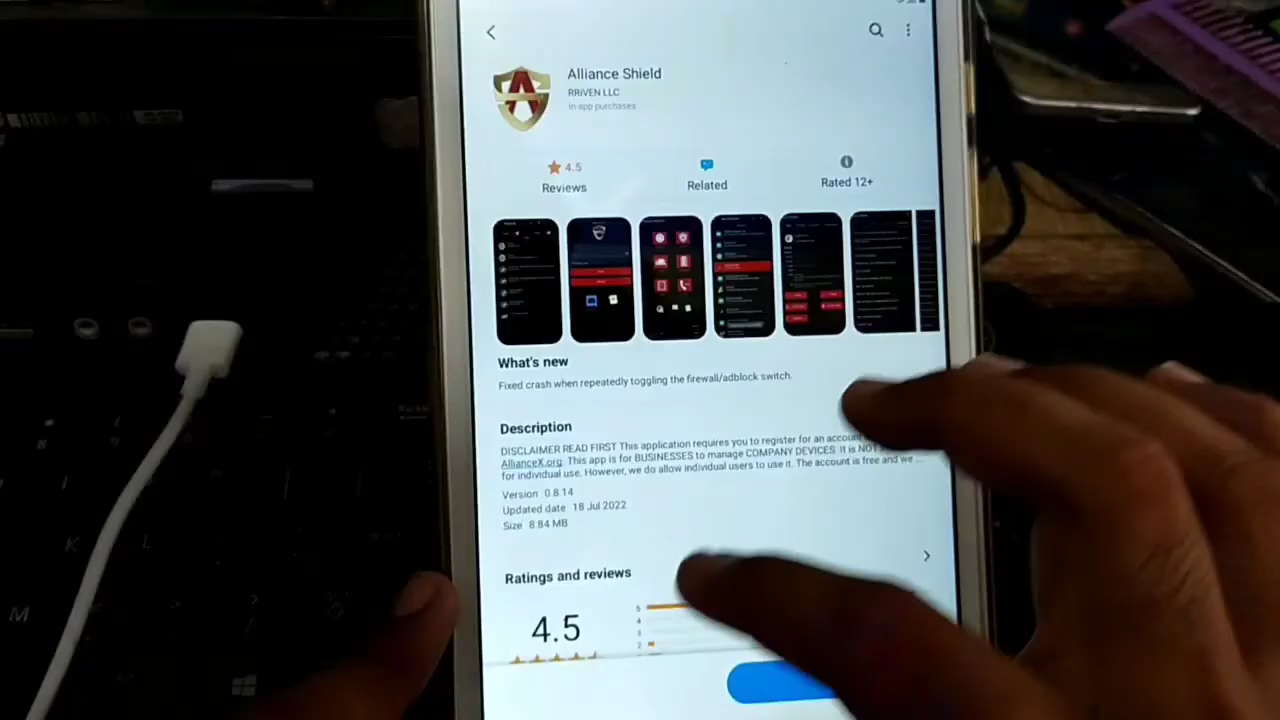 Alliance Shield
RRiVEN LLC
In-app purchases
4.5
Reviews
Related
Rated 12+
What's new
Fixed crash when repeatedly toggling the firewall/adblock switch.
Description
DISCLAIMER READ FIRST This application requires you to register for an account
AllianceX.org. This app is for BUSINESSES to manage COMPANY DEVICES. It is NOT
for individual use. However, we do allow individual users to use it. The account is free and we ...
Version 0.8.14
Updated date 18 Jul 2022
Size 8.84 MB
Ratings and reviews
4.5
5
4
3
2
K
L
M